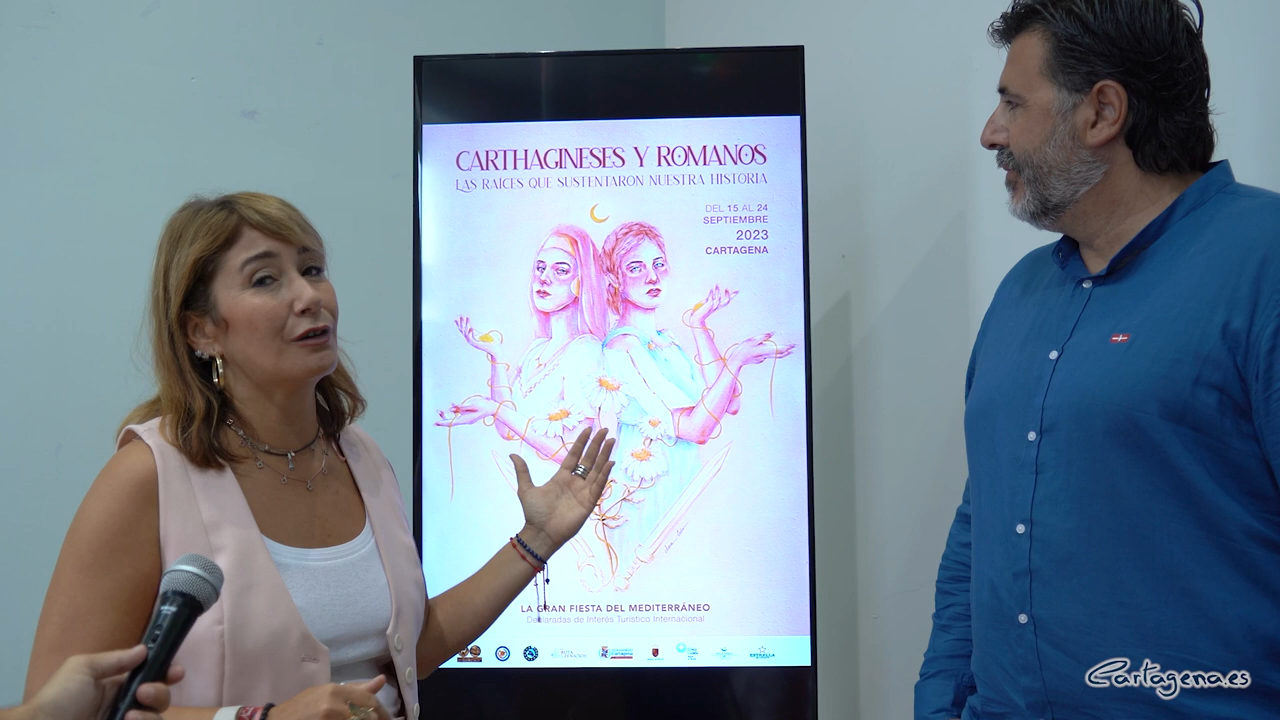 CARTHAGINESES Y ROMANOS
LAS RAÍCES QUE SUSTENTARON NUESTRA HISTORIA
DEL 15 AL 24
SEPTIEMBRE
2023
CARTAGENA
LA GRAN FIESTA DEL MEDITERRÁNEO
Declaradas de Interés Turístico Internacional
ESTRELLA
Cartagena.es